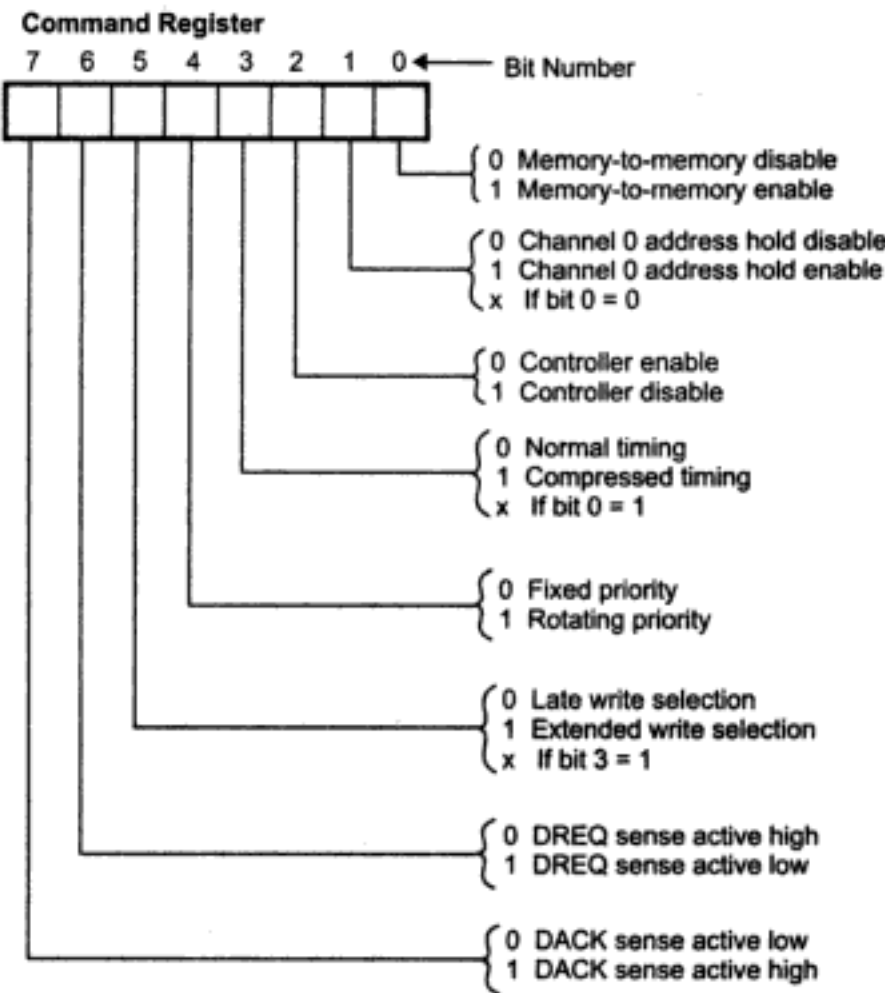 Command Register
7 6 5 4 3 2 1 0 Bit Number
0 Memory-to-memory disable
1 Memory-to-memory enable
0 Channel 0 address hold disable
1 Channel 0 address hold enable
x If bit 0 = 0
0 Controller enable
1 Controller disable
0 Normal timing
1 Compressed timing
x If bit 0 = 1
0 Fixed priority
1 Rotating priority
0 Late write selection
1 Extended write selection
x If bit 3 = 1
0 DREQ sense active high
1 DREQ sense active low
0 DACK sense active low
1 DACK sense active high